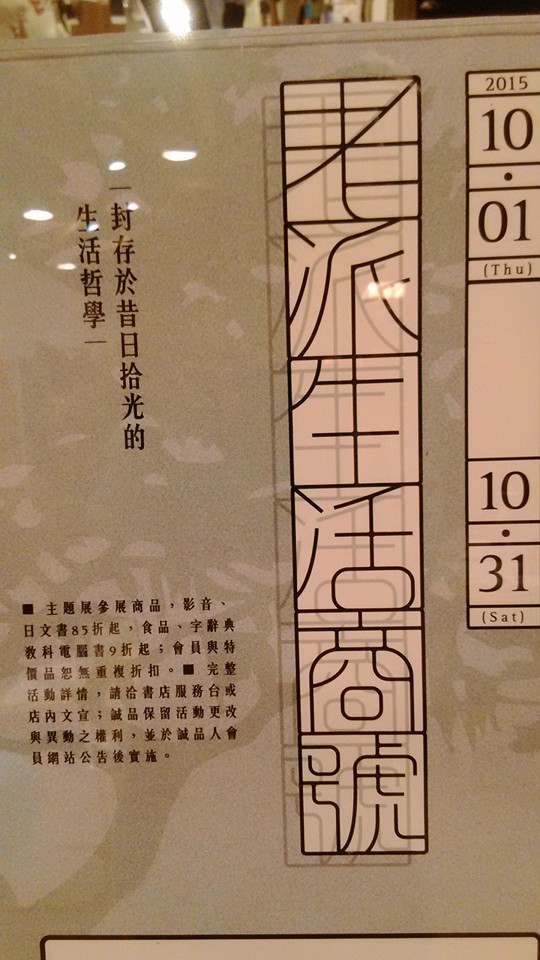 老派生活商號
2015
10
•
01
(Thu)
10
•
31
(Sat)
—封存於昔日拾光的
生活哲學—
■ 主題展參展商品，影音、
日文書85折起，食品、字辭典
教科電腦書9折起；會員與特
價品恕無重複折扣。■ 完整
活動詳情，請洽書店服務台或
店內文宣；誠品保留活動更改
與異動之權利，並於誠品人會
員網站公告後實施。